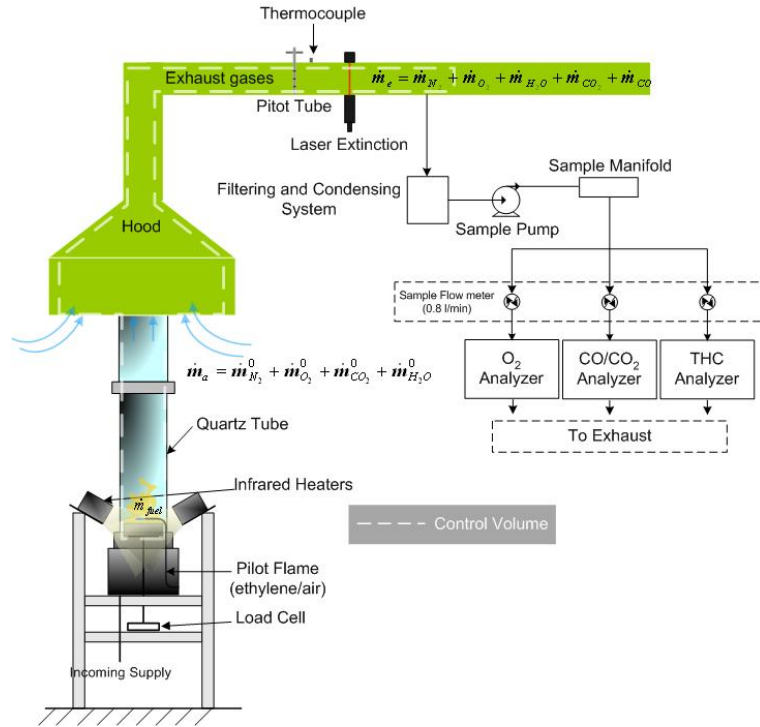 Thermocouple
Exhaust gases
ṁe = ṁN2 + ṁO2 + ṁH2O + ṁCO2 + ṁCO
Pitot Tube
Laser Extinction
Sample Manifold
Filtering and Condensing
System
Sample Pump
Hood
Sample Flow meter
(0.8 l/min)
ṁa = ṁ⁰N2 + ṁ⁰O2 + ṁ⁰CO2 + ṁ⁰H2O
O2
Analyzer
CO/CO2
Analyzer
THC
Analyzer
Quartz Tube
To Exhaust
Infrared Heaters
ṁfuel
Control Volume
Pilot Flame
(ethylene/air)
Load Cell
Incoming Supply